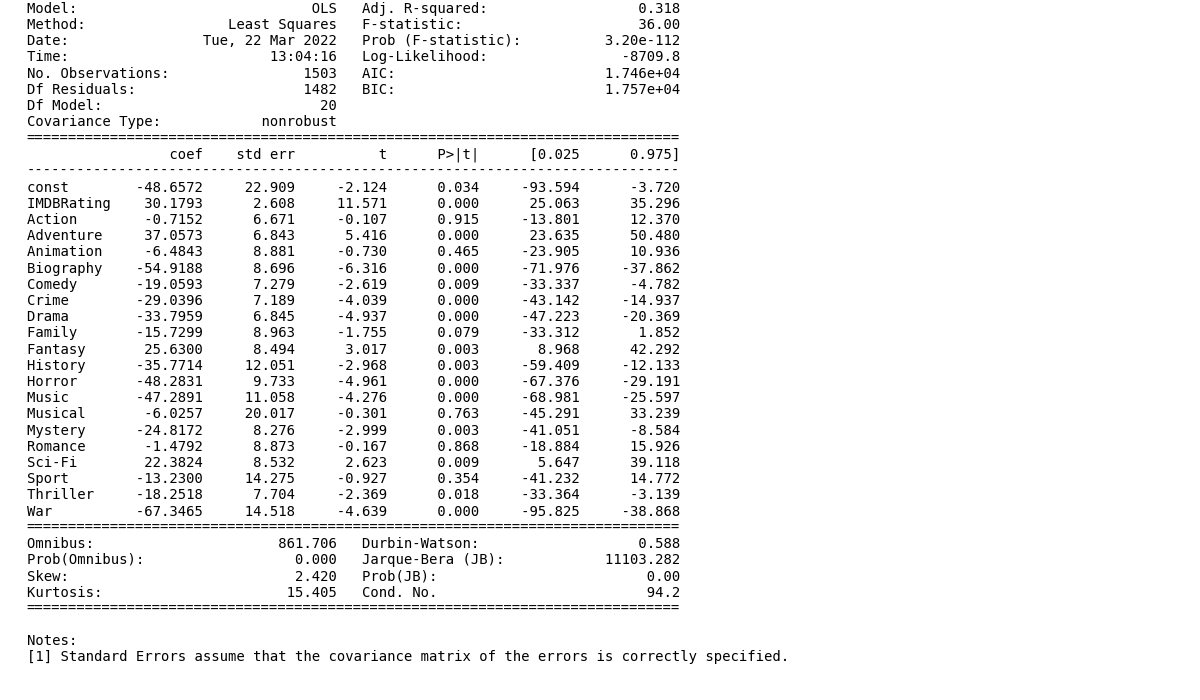 Model:                            OLS   Adj. R-squared:                  0.318
Method:                 Least Squares   F-statistic:                     36.00
Date:                Tue, 22 Mar 2022   Prob (F-statistic):          3.20e-112
Time:                        13:04:16   Log-Likelihood:                -8709.8
No. Observations:                1503   AIC:                         1.746e+04
Df Residuals:                    1482   BIC:                         1.757e+04
Df Model:                          20
Covariance Type:            nonrobust
==============================================================================
                 coef    std err          t      P>|t|      [0.025      0.975]
------------------------------------------------------------------------------
const        -48.6572     22.909     -2.124      0.034     -93.594      -3.720
IMDBRating    30.1793      2.608     11.571      0.000      25.063      35.296
Action        -0.7152      6.671     -0.107      0.915     -13.801      12.370
Adventure     37.0573      6.843      5.416      0.000      23.635      50.480
Animation     -6.4843      8.881     -0.730      0.465     -23.905      10.936
Biography    -54.9188      8.696     -6.316      0.000     -71.976     -37.862
Comedy       -19.0593      7.279     -2.619      0.009     -33.337      -4.782
Crime        -29.0396      7.189     -4.039      0.000     -43.142     -14.937
Drama        -33.7959      6.845     -4.937      0.000     -47.223     -20.369
Family       -15.7299      8.963     -1.755      0.079     -33.312       1.852
Fantasy       25.6300      8.494      3.017      0.003       8.968      42.292
History      -35.7714     12.051     -2.968      0.003     -59.409     -12.133
Horror       -48.2831      9.733     -4.961      0.000     -67.376     -29.191
Music        -47.2891     11.058     -4.276      0.000     -68.981     -25.597
Musical       -6.0257     20.017     -0.301      0.763     -45.291      33.239
Mystery      -24.8172      8.276     -2.999      0.003     -41.051      -8.584
Romance       -1.4792      8.873     -0.167      0.868     -18.884      15.926
Sci-Fi        22.3824      8.532      2.623      0.009       5.647      39.118
Sport        -13.2300     14.275     -0.927      0.354     -41.232      14.772
Thriller     -18.2518      7.704     -2.369      0.018     -33.364      -3.139
War          -67.3465     14.518     -4.639      0.000     -95.825     -38.868
==============================================================================
Omnibus:                      861.706   Durbin-Watson:                   0.588
Prob(Omnibus):                  0.000   Jarque-Bera (JB):            11103.282
Skew:                           2.420   Prob(JB):                         0.00
Kurtosis:                      15.405   Cond. No.                         94.2
==============================================================================
Notes:
[1] Standard Errors assume that the covariance matrix of the errors is correctly specified.